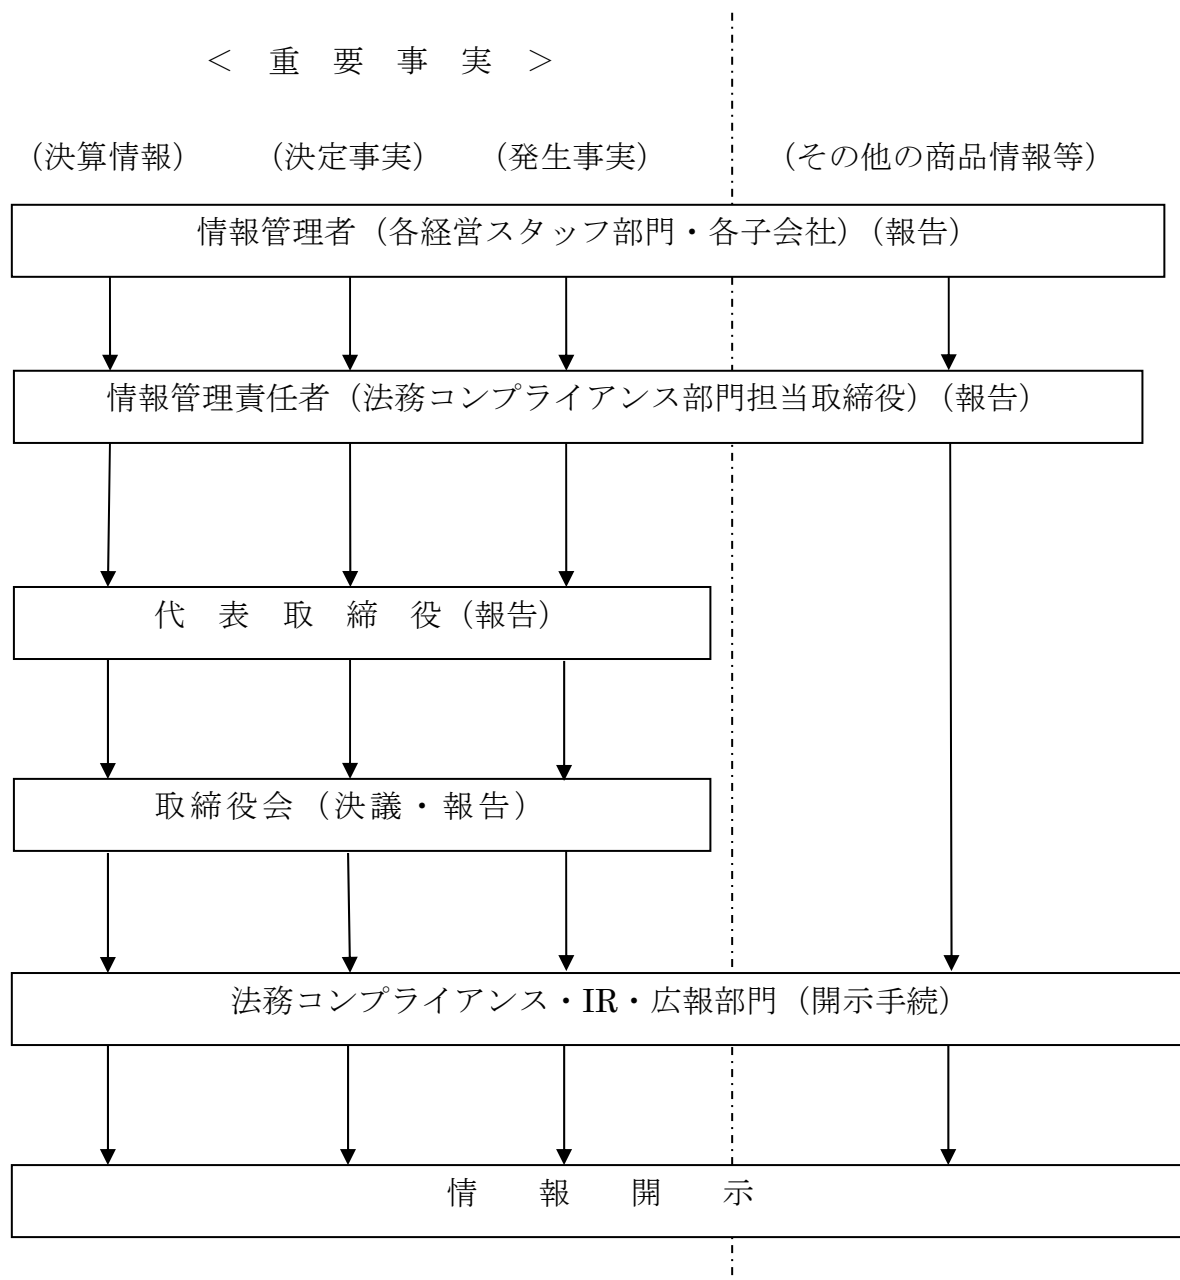 ＜　重　要　事　実　＞
（決算情報）　（決定事実）　（発生事実）　（その他の商品情報等）
情報管理者（各経営スタッフ部門・各子会社）（報告）
情報管理責任者（法務コンプライアンス部門担当取締役）（報告）
代　表　取　締　役（報告）
取締役会（決議・報告）
法務コンプライアンス・IR・広報部門（開示手続）
情　報　開　示